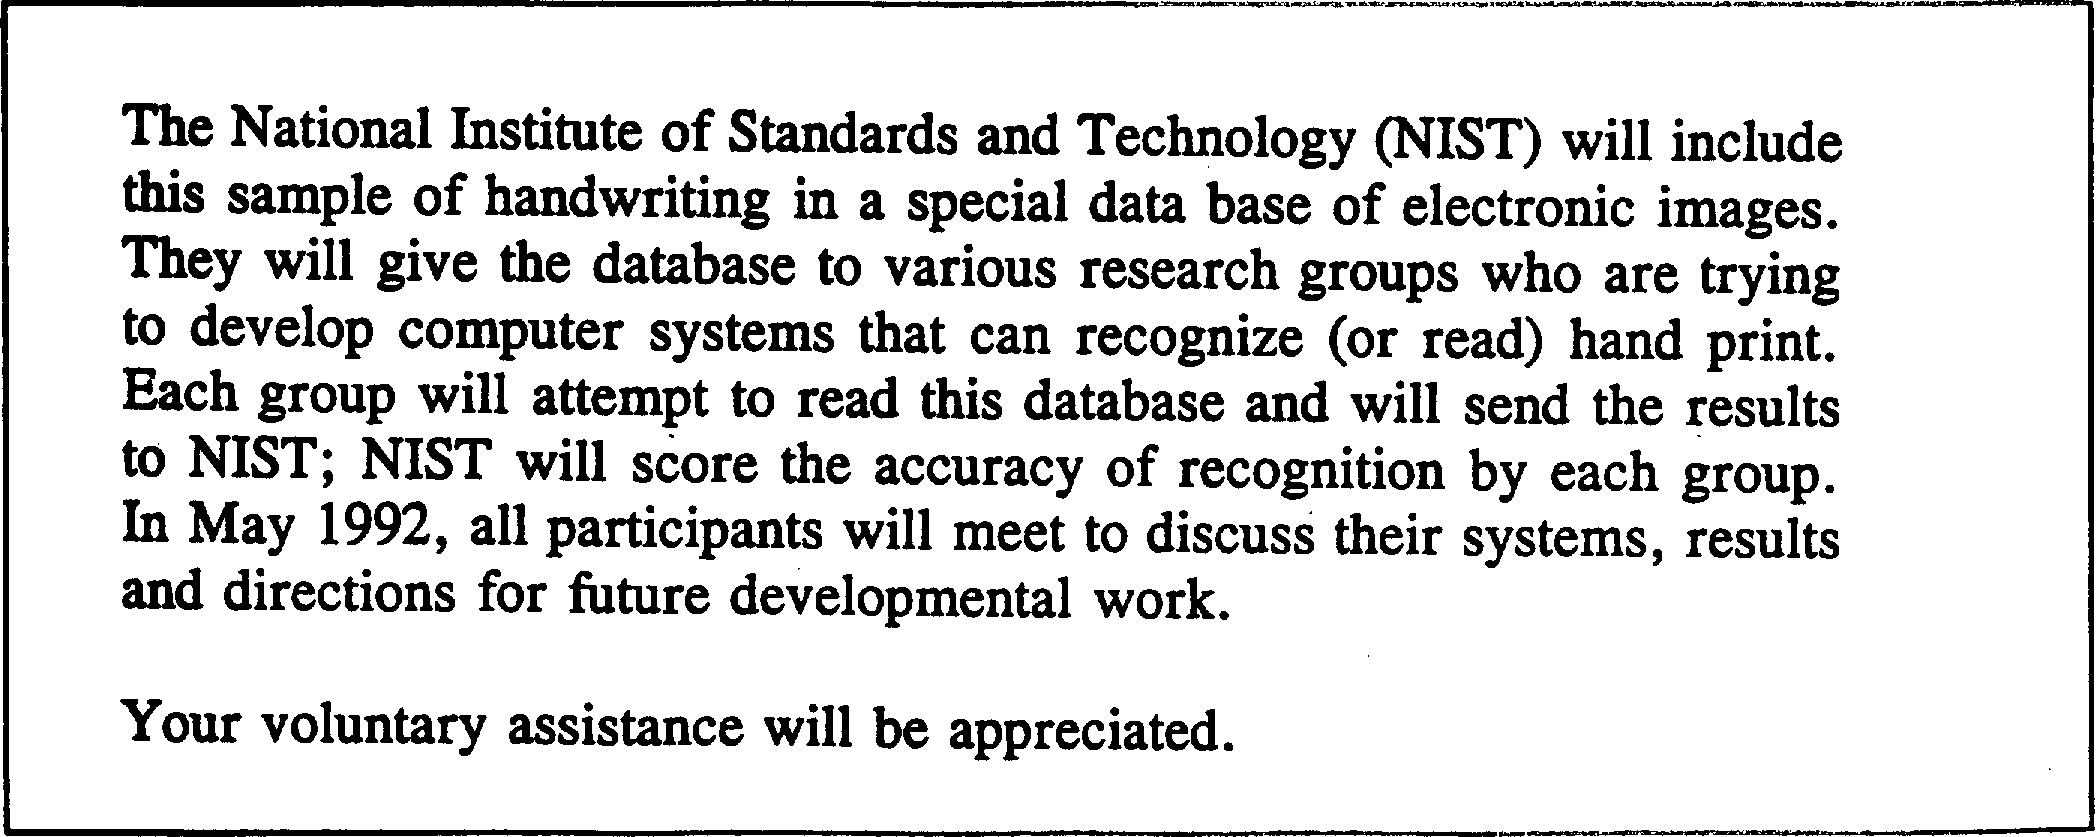 The National Institute of Standards and Technology (NIST) will include
this sample of handwriting in a special data base of electronic images.
They will give the database to various research groups who are trying
to develop computer systems that can recognize (or read) hand print.
Each group will attempt to read this database and will send the results
to NIST; NIST will score the accuracy of recognition by each group.
In May 1992, all participants will meet to discuss their systems, results
and directions for future developmental work.

Your voluntary assistance will be appreciated.